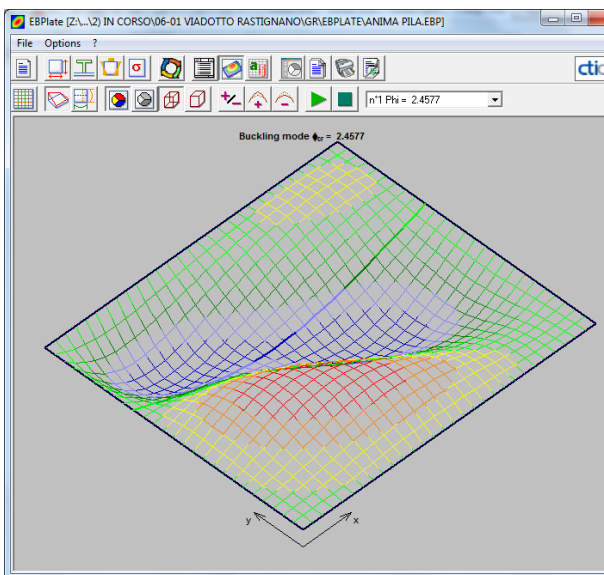 EBPlate [Z:\...\2) IN CORSO\06-01 VIADOTTO RASTIGNANO\GR\EBPLATE\ANIMA PILA.EBP]
File Options ?
σ a
ctic
+/- + -
n°1 Phi = 2.4577
Buckling mode ϕcr = 2.4577
y x